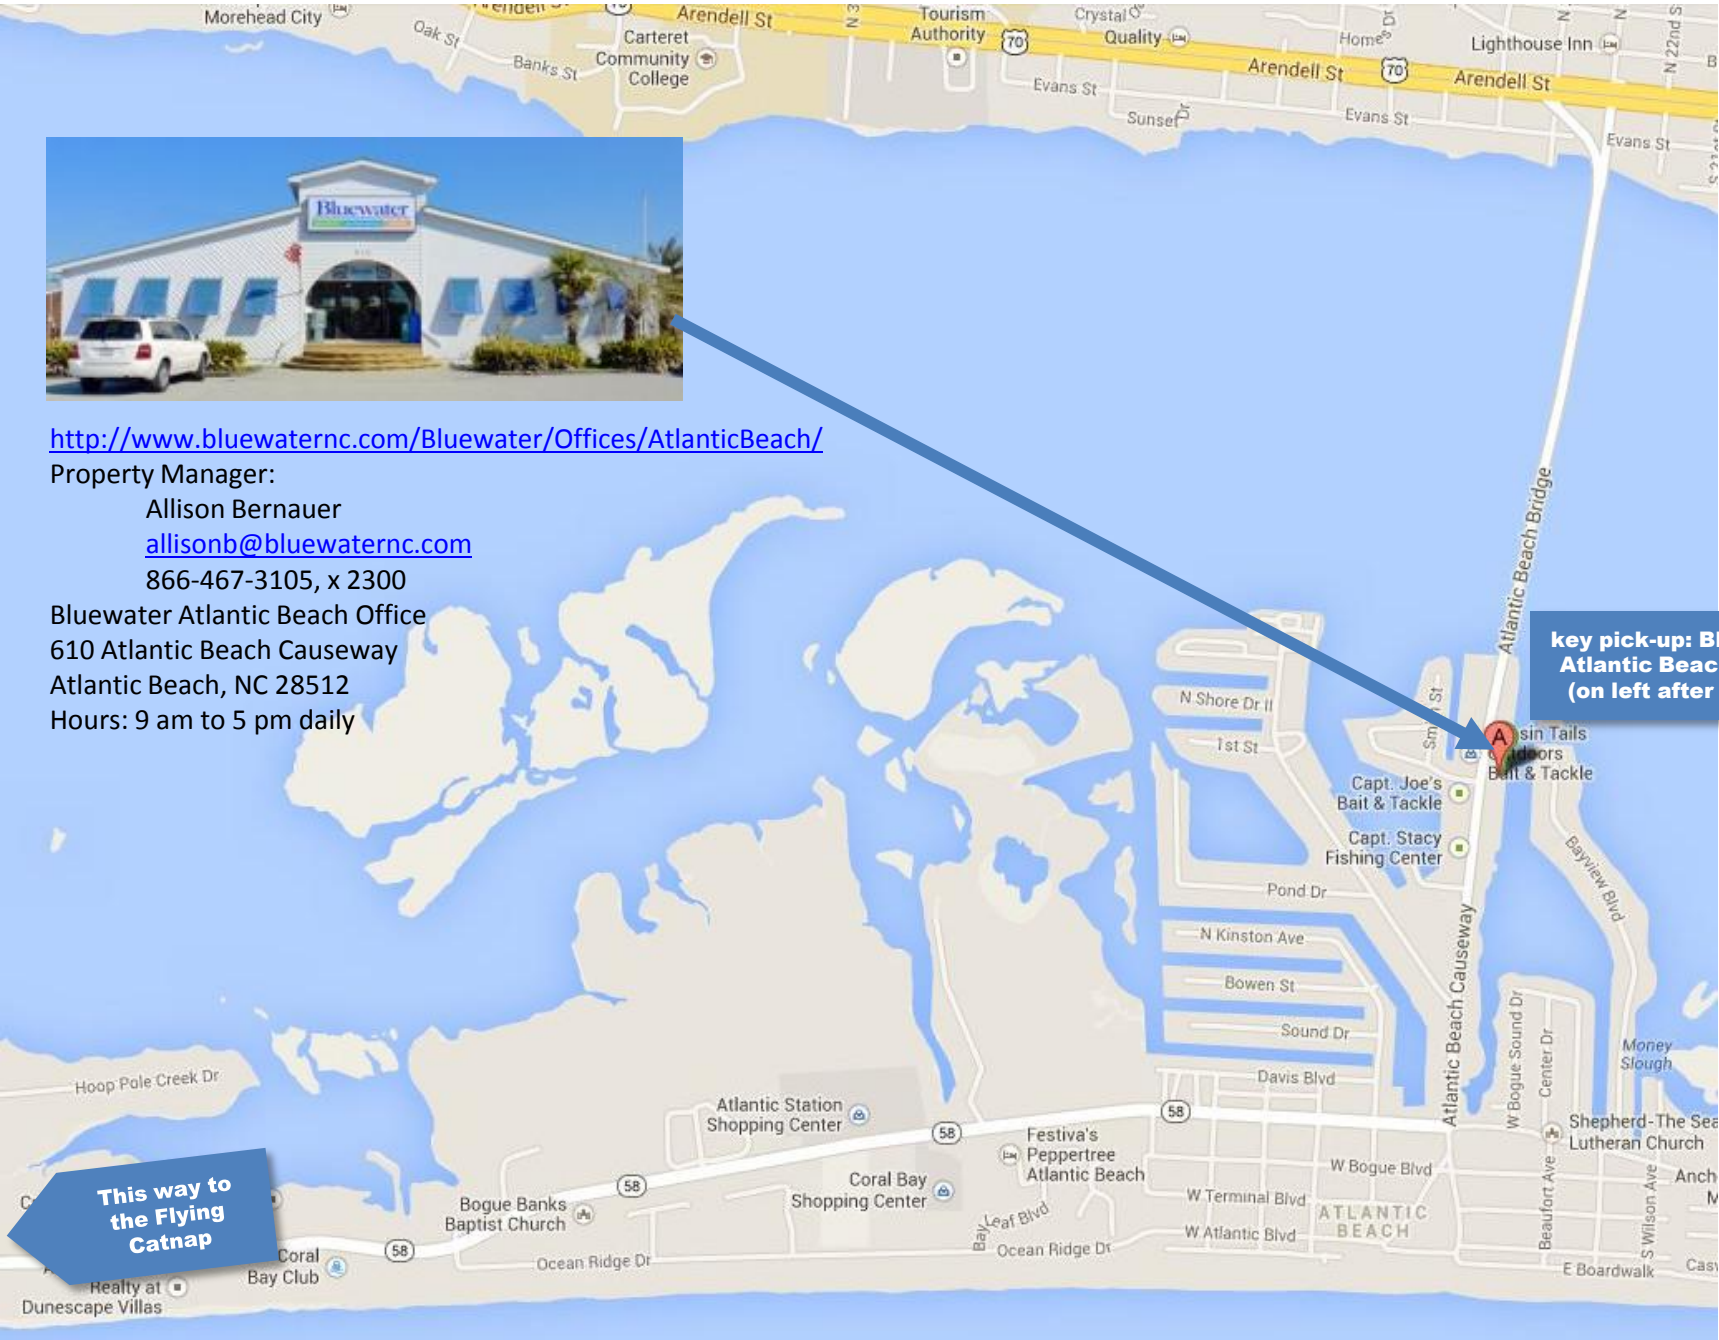 Morehead City
Arendell St
Oak St
Banks St
Carteret
Community
College
Arendell St
N 3
Tourism
Authority
70
Crystal
Quality
Evans St
Sunset Dr
Home's
Arendell St
70
Evans St
Lighthouse Inn
Arendell St
N 22nd S
Evans St
Bluewater
http://www.bluewaternc.com/Bluewater/Offices/AtlanticBeach/
Property Manager:
Allison Bernauer
allisonb@bluewaternc.com
866-467-3105, x 2300
Bluewater Atlantic Beach Office
610 Atlantic Beach Causeway
Atlantic Beach, NC 28512
Hours: 9 am to 5 pm daily
Atlantic Beach Bridge
key pick-up: Bl
Atlantic Beac
(on left after
N Shore Dr II
1st St
A
sin Tails
Bait & Tackle
Capt. Joe's
Bait & Tackle
Capt. Stacy
Fishing Center
Bayview Blvd
Pond Dr
N Kinston Ave
Bowen St
Sound Dr
Davis Blvd
Atlantic Beach Causeway
W Bogue Sound Dr
Center Dr
Money
Slough
Hoop Pole Creek Dr
Atlantic Station
Shopping Center
58
58
Festiva's
Peppertree
Atlantic Beach
Shepherd-The Sea
Lutheran Church
W Bogue Blvd
Anch
M
This way to
the Flying
Catnap
58
Coral Bay
Shopping Center
Bogue Banks
Baptist Church
W Terminal Blvd
ATLANTIC
BEACH
Bay Leaf Blvd
W Atlantic Blvd
Beaufort Ave
S Wilson Ave
58
Coral
Bay Club
Ocean Ridge Dr
Ocean Ridge Dr
E Boardwalk
Cas
Realty at
Dunescape Villas